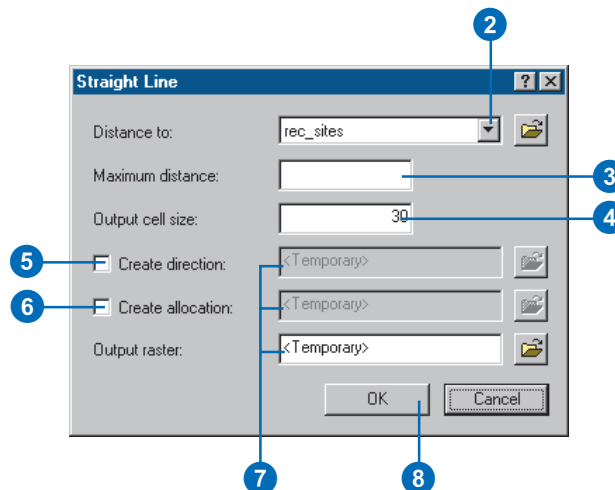 2
Straight Line
? ×
Distance to: rec_sites
Maximum distance: 3
Output cell size: 30 4
5 Create direction: <Temporary>
6 Create allocation: <Temporary>
Output raster: <Temporary>
OK Cancel
7 8